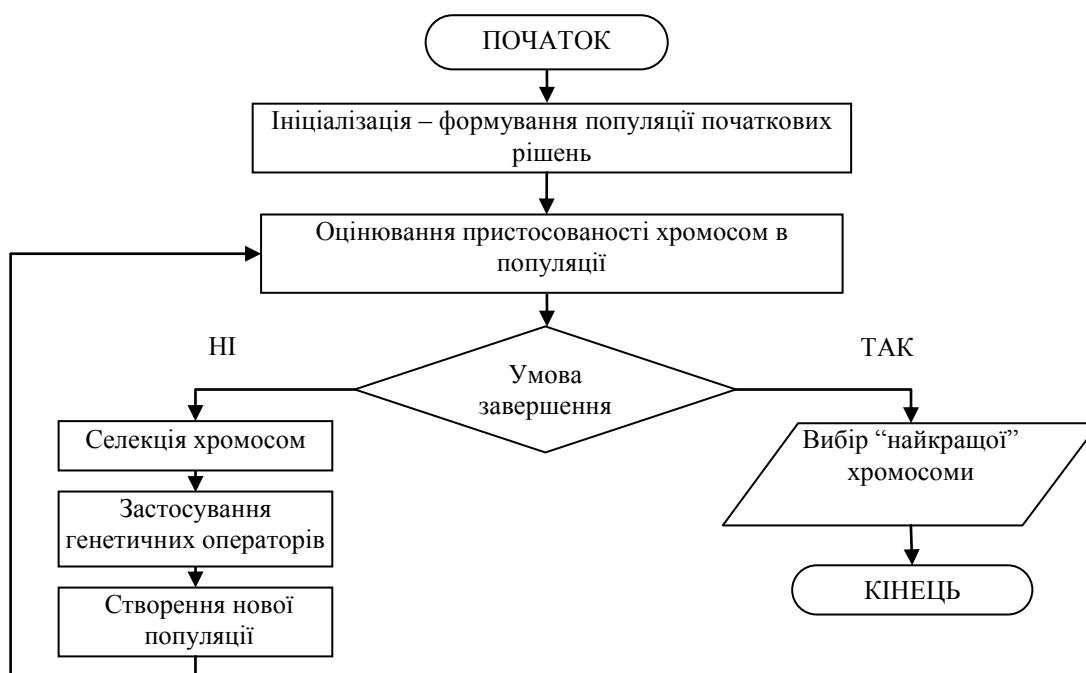 ПОЧАТОК
Ініціалізація – формування популяції початкових
рішень
Оцінювання пристосованості хромосом в
популяції
НІ
ТАК
Умова
завершення
Селекція хромосом
Застосування
генетичних операторів
Створення нової
популяції
Вибір “найкращої”
хромосоми
КІНЕЦЬ